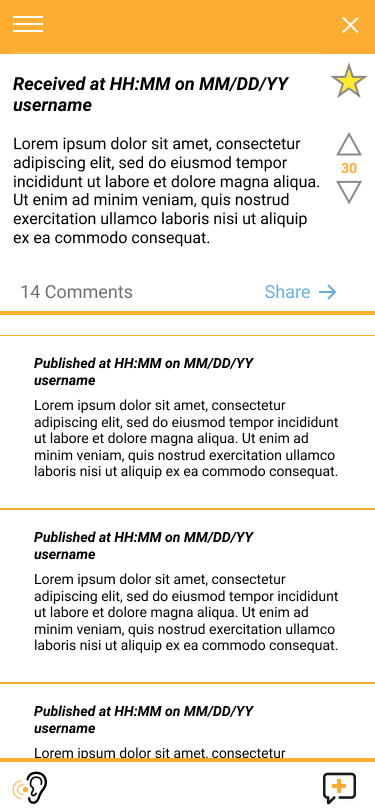 Received at HH:MM on MM/DD/YY
username
Lorem ipsum dolor sit amet, consectetur
adipiscing elit, sed do eiusmod tempor
incididunt ut labore et dolore magna aliqua.
Ut enim ad minim veniam, quis nostrud
exercitation ullamco laboris nisi ut aliquip
ex ea commodo consequat.
30
14 Comments
Share
Published at HH:MM on MM/DD/YY
username
Lorem ipsum dolor sit amet, consectetur
adipiscing elit, sed do eiusmod tempor incididunt
ut labore et dolore magna aliqua. Ut enim ad
minim veniam, quis nostrud exercitation ullamco
laboris nisi ut aliquip ex ea commodo consequat.
Published at HH:MM on MM/DD/YY
username
Lorem ipsum dolor sit amet, consectetur
adipiscing elit, sed do eiusmod tempor incididunt
ut labore et dolore magna aliqua. Ut enim ad
minim veniam, quis nostrud exercitation ullamco
laboris nisi ut aliquip ex ea commodo consequat.
Published at HH:MM on MM/DD/YY
username
Lorem ipsum dolor sit amet, consectetur